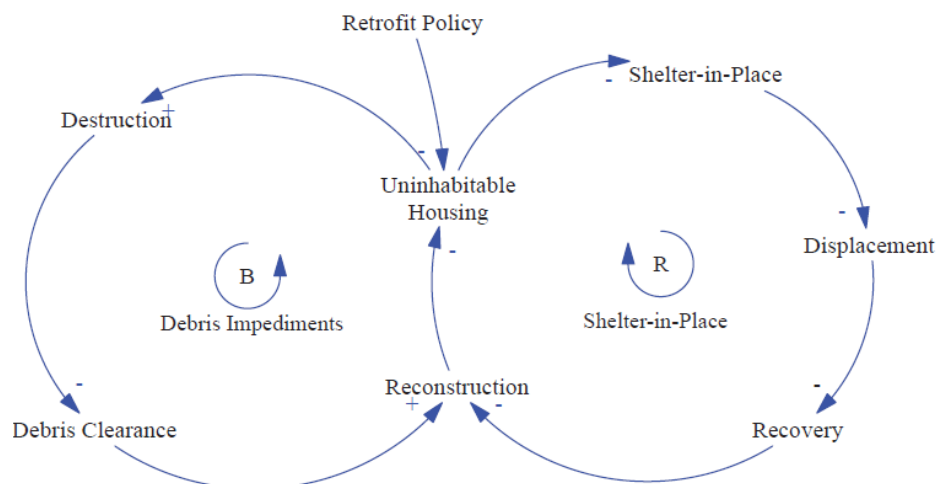 Retrofit Policy
-
Shelter-in-Place
+
Destruction
-
Uninhabitable
Housing
-
-
Displacement
B
R
Debris Impediments
Shelter-in-Place
-
-
Reconstruction
+
-
Debris Clearance
Recovery